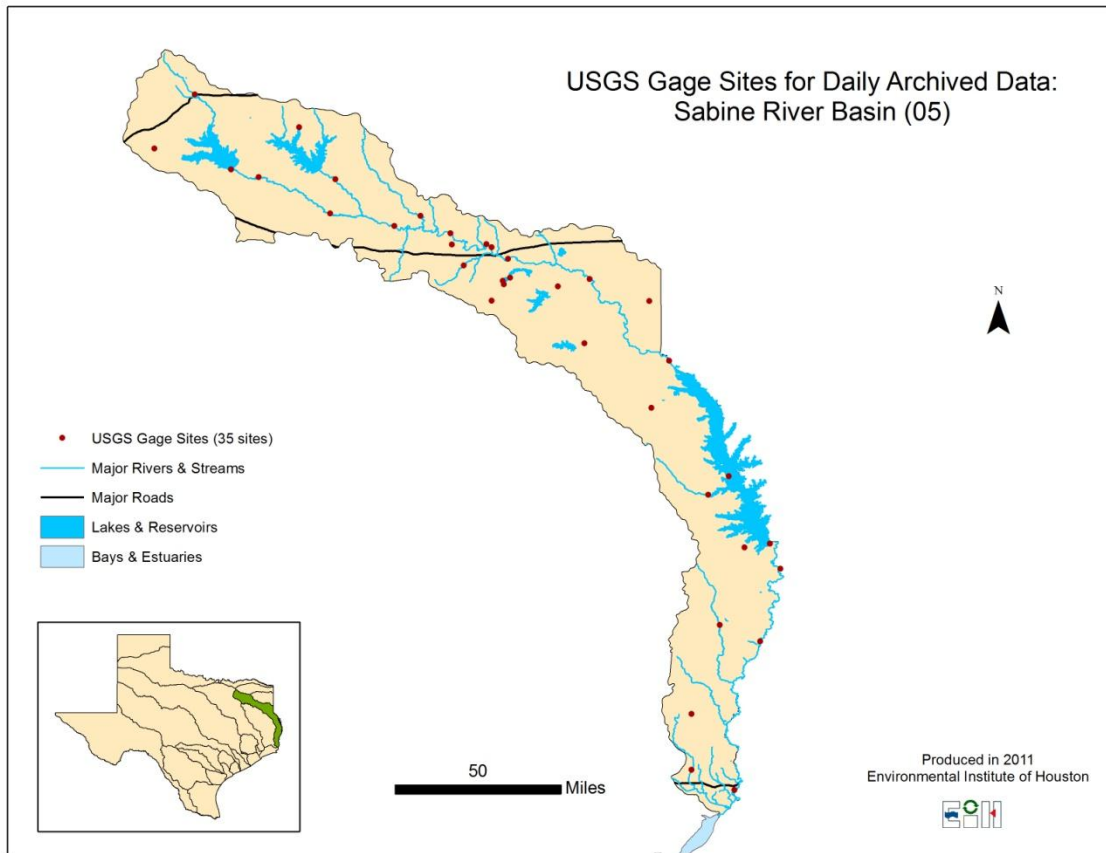 USGS Gage Sites for Daily Archived Data:
Sabine River Basin (05)
N
USGS Gage Sites (35 sites)
Major Rivers & Streams
Major Roads
Lakes & Reservoirs
Bays & Estuaries
50
Miles
Produced in 2011
Environmental Institute of Houston
EIH